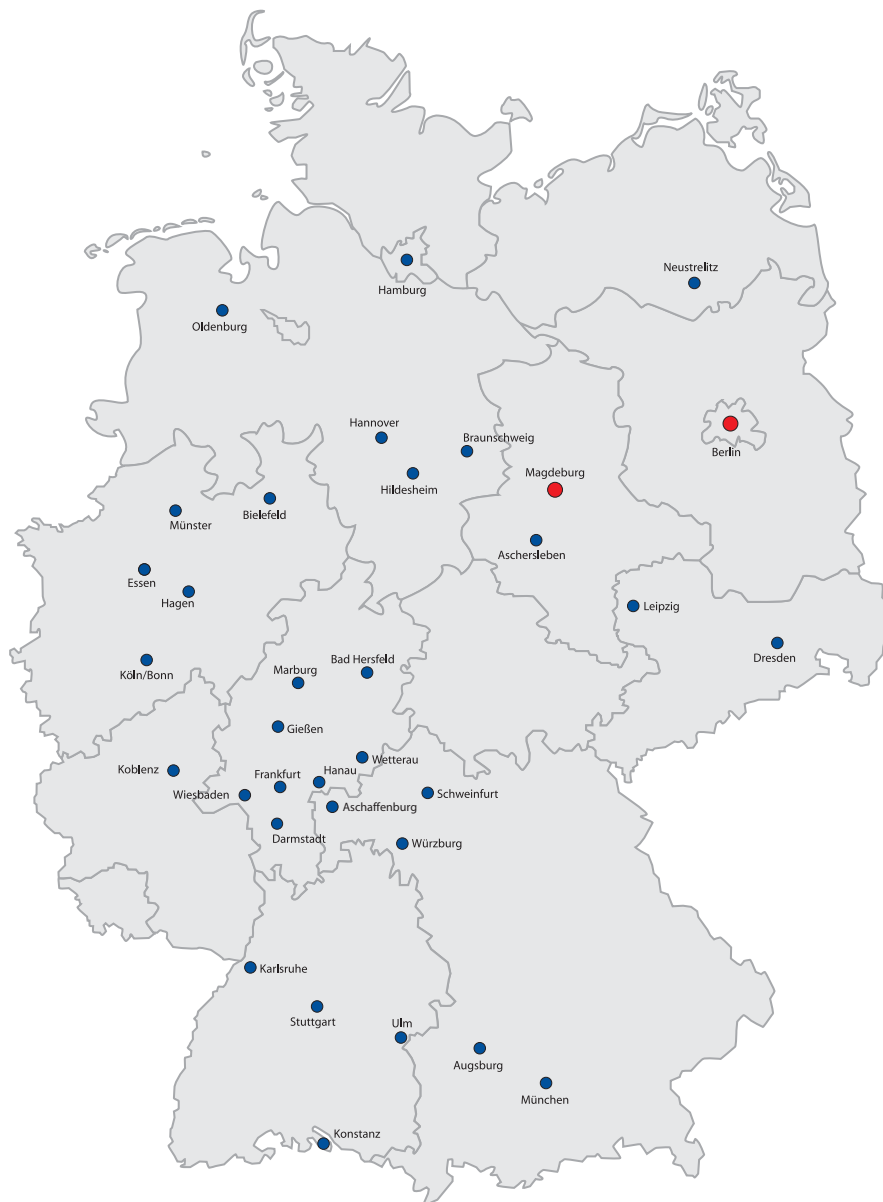 Hamburg
Neustrelitz
Oldenburg
Hannover
Braunschweig
Berlin
Hildesheim
Magdeburg
Bielefeld
Münster
Aschersleben
Essen
Hagen
Leipzig
Köln/Bonn
Bad Hersfeld
Marburg
Dresden
Gießen
Koblenz
Wetterau
Frankfurt
Hanau
Wiesbaden
Schweinfurt
Aschaffenburg
Darmstadt
Würzburg
Karlsruhe
Stuttgart
Ulm
Augsburg
München
Konstanz